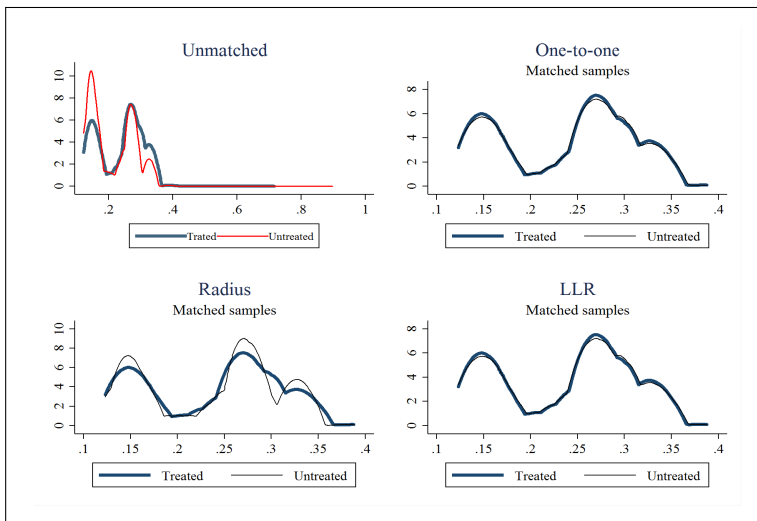 Unmatched
10
8
6
4
2
0
.2 .4 .6 .8 1
Trated Untreated
One-to-one
Matched samples
8
6
4
2
0
.1 .15 .2 .25 .3 .35 .4
Treated Untreated
Radius
Matched samples
10
8
6
4
2
0
.1 .15 .2 .25 .3 .35 .4
Treated Untreated
LLR
Matched samples
8
6
4
2
0
.1 .15 .2 .25 .3 .35 .4
Treated Untreated